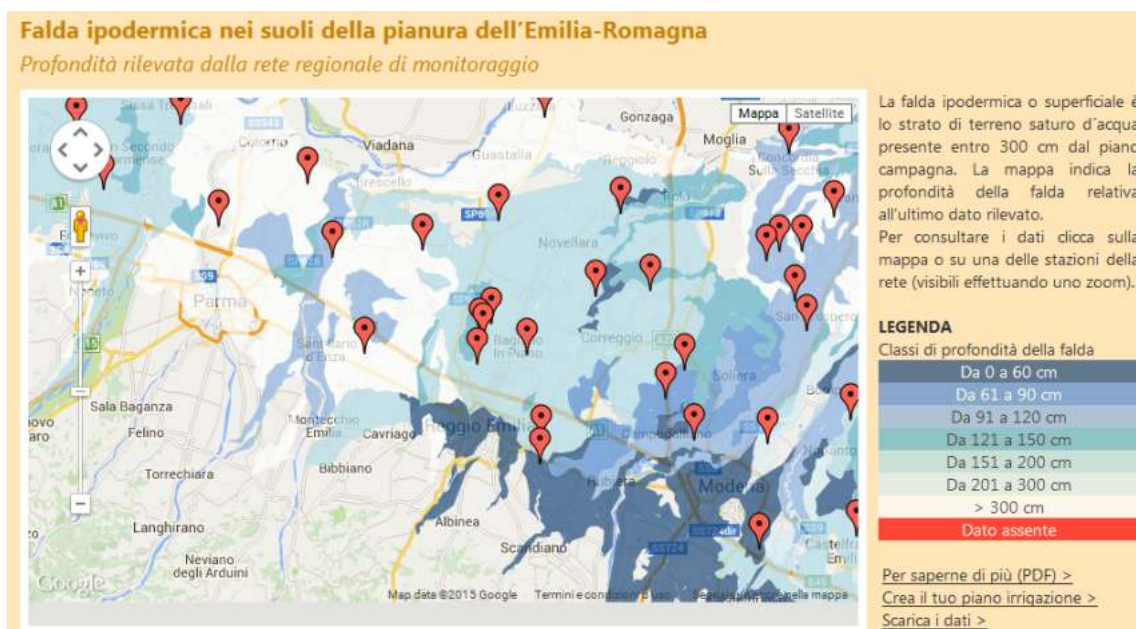 Falda ipodermica nei suoli della pianura dell'Emilia-Romagna
Profondità rilevata dalla rete regionale di monitoraggio
Mappa Satellite
Gonzaga
Moglia
Viadana
Colorno
Guastalla
Novellara
SP9
Parma
Correggio
Soliera
Sala Baganza
Felino
Montecchio
Emilia
Cavriago
Reggio Emilia
Campogalliano
Torrechiara
Bibbiano
Rubiera
Modena
Albinea
Langhirano
Scandiano
Neviano
degli Arduini
Google
Map data ©2015 Google Termini e condizioni d'uso
La falda ipodermica o superficiale è
lo strato di terreno saturo d´acqua
presente entro 300 cm dal piano
campagna. La mappa indica la
profondità della falda relativa
all'ultimo dato rilevato.
Per consultare i dati clicca sulla
mappa o su una delle stazioni della
rete (visibili effettuando uno zoom).
LEGENDA
Classi di profondità della falda
Da 0 a 60 cm
Da 61 a 90 cm
Da 91 a 120 cm
Da 121 a 150 cm
Da 151 a 200 cm
Da 201 a 300 cm
> 300 cm
Dato assente
Per saperne di più (PDF) >
Crea il tuo piano irrigazione >
Scarica i dati >